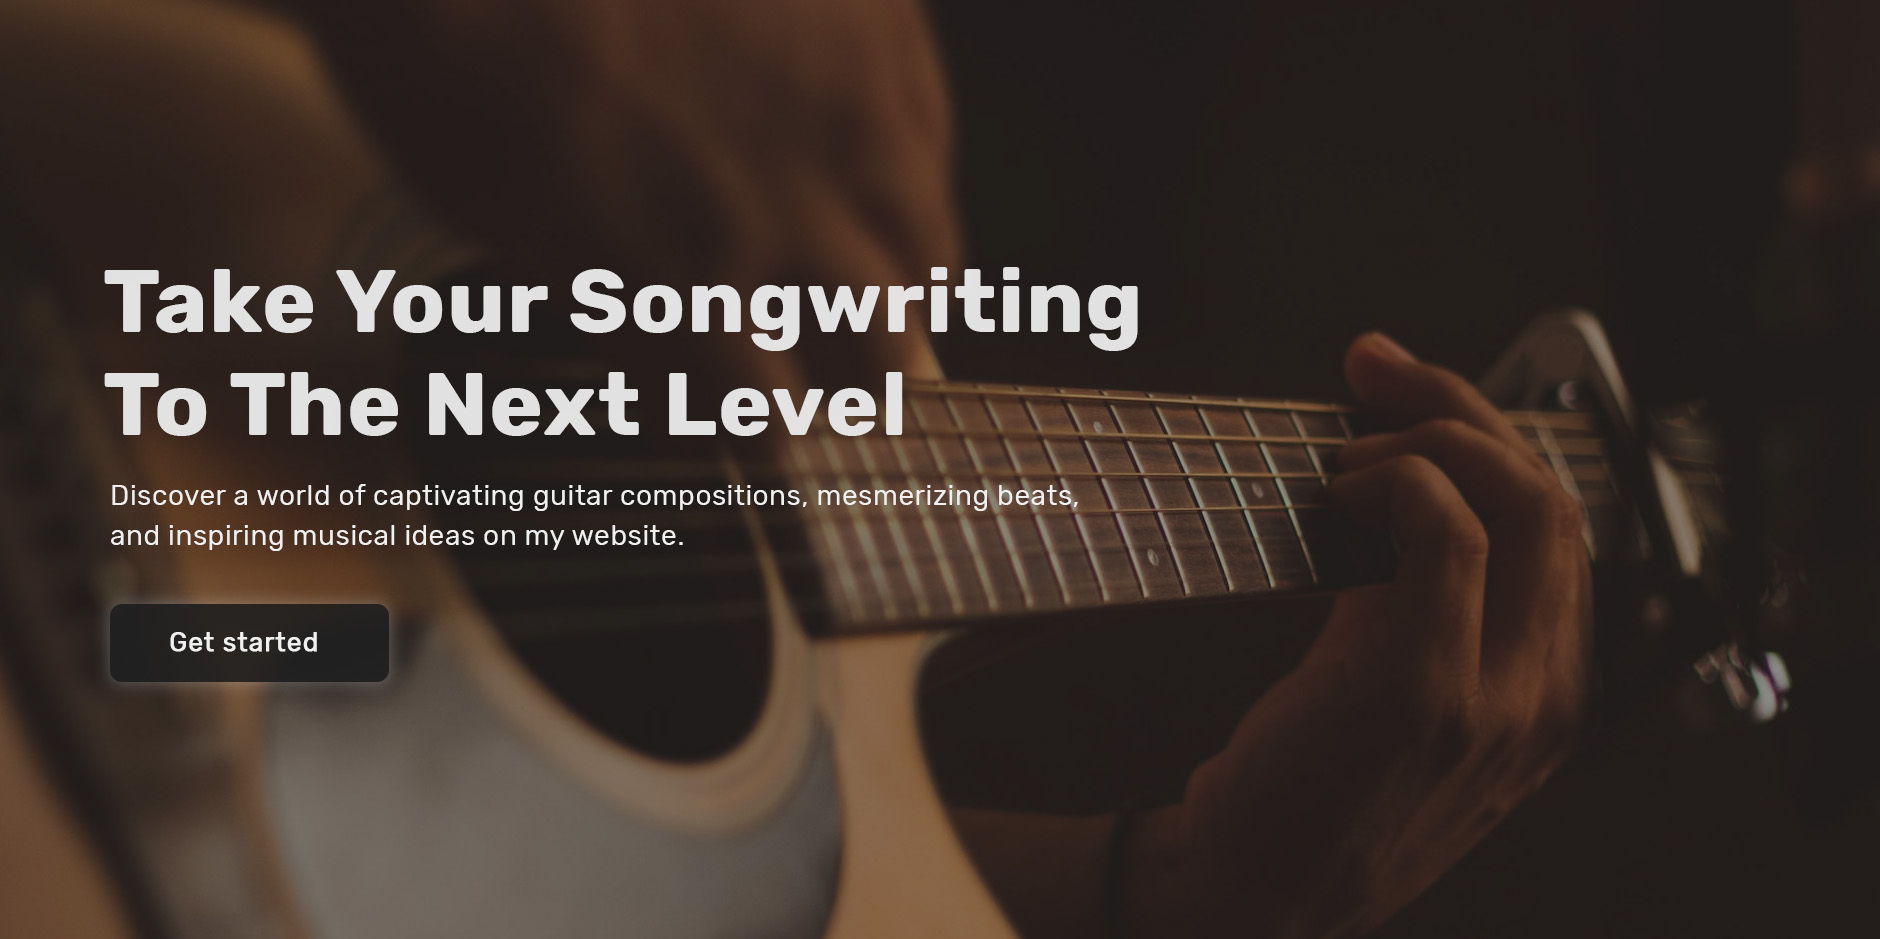 Take Your Songwriting
To The Next Level
Discover a world of captivating guitar compositions, mesmerizing beats,
and inspiring musical ideas on my website.
Get started